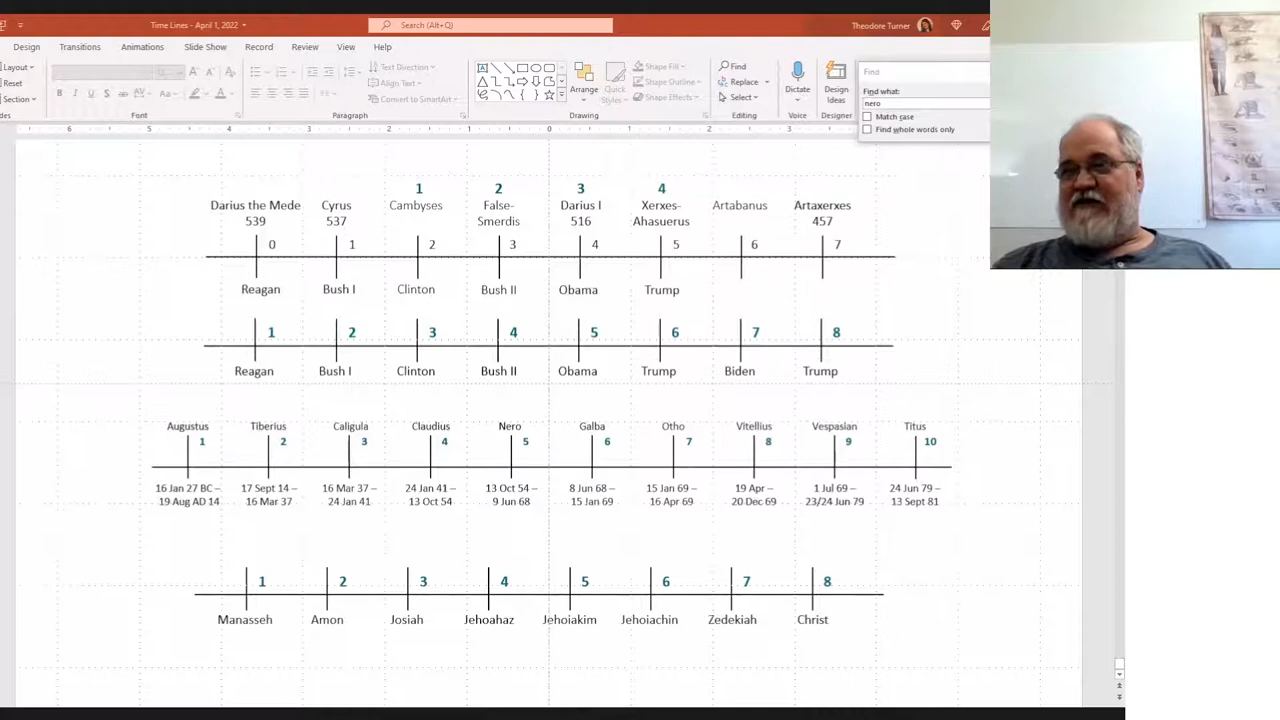 Time Lines - April 1, 2022
Search (Alt+Q)
Theodore Turner
Design Transitions Animations Slide Show Record Review View Help
Layout
Reset
Section
Font
Paragraph
Text Direction
Align Text
Convert to SmartArt
Arrange
Quick
Styles
Shape Fill
Shape Outline
Shape Effects
Drawing
Find
Replace
Select
Editing
Dictate
Voice
Design
Ideas
Designer
Find
Find what:
nero
Match case
Find whole words only
6 5 4 3 2 1 0 1 2 3
1 2 3 4
Darius the Mede Cyrus Cambyses False- Darius I Xerxes- Artabanus Artaxerxes
539 537 Smerdis 516 Ahasuerus 457
0 1 2 3 4 5 6 7
Reagan Bush I Clinton Bush II Obama Trump
1 2 3 4 5 6 7 8
Reagan Bush I Clinton Bush II Obama Trump Biden Trump
Augustus Tiberius Caligula Claudius Nero Galba Otho Vitellius Vespasian Titus
1 2 3 4 5 6 7 8 9 10
16 Jan 27 BC – 17 Sept 14 – 16 Mar 37 – 24 Jan 41 – 13 Oct 54 – 8 Jun 68 – 15 Jan 69 – 19 Apr – 1 Jul 69 – 24 Jun 79 –
19 Aug AD 14 16 Mar 37 24 Jan 41 13 Oct 54 9 Jun 68 15 Jan 69 16 Apr 69 20 Dec 69 23/24 Jun 79 13 Sept 81
1 2 3 4 5 6 7 8
Manasseh Amon Josiah Jehoahaz Jehoiakim Jehoiachin Zedekiah Christ